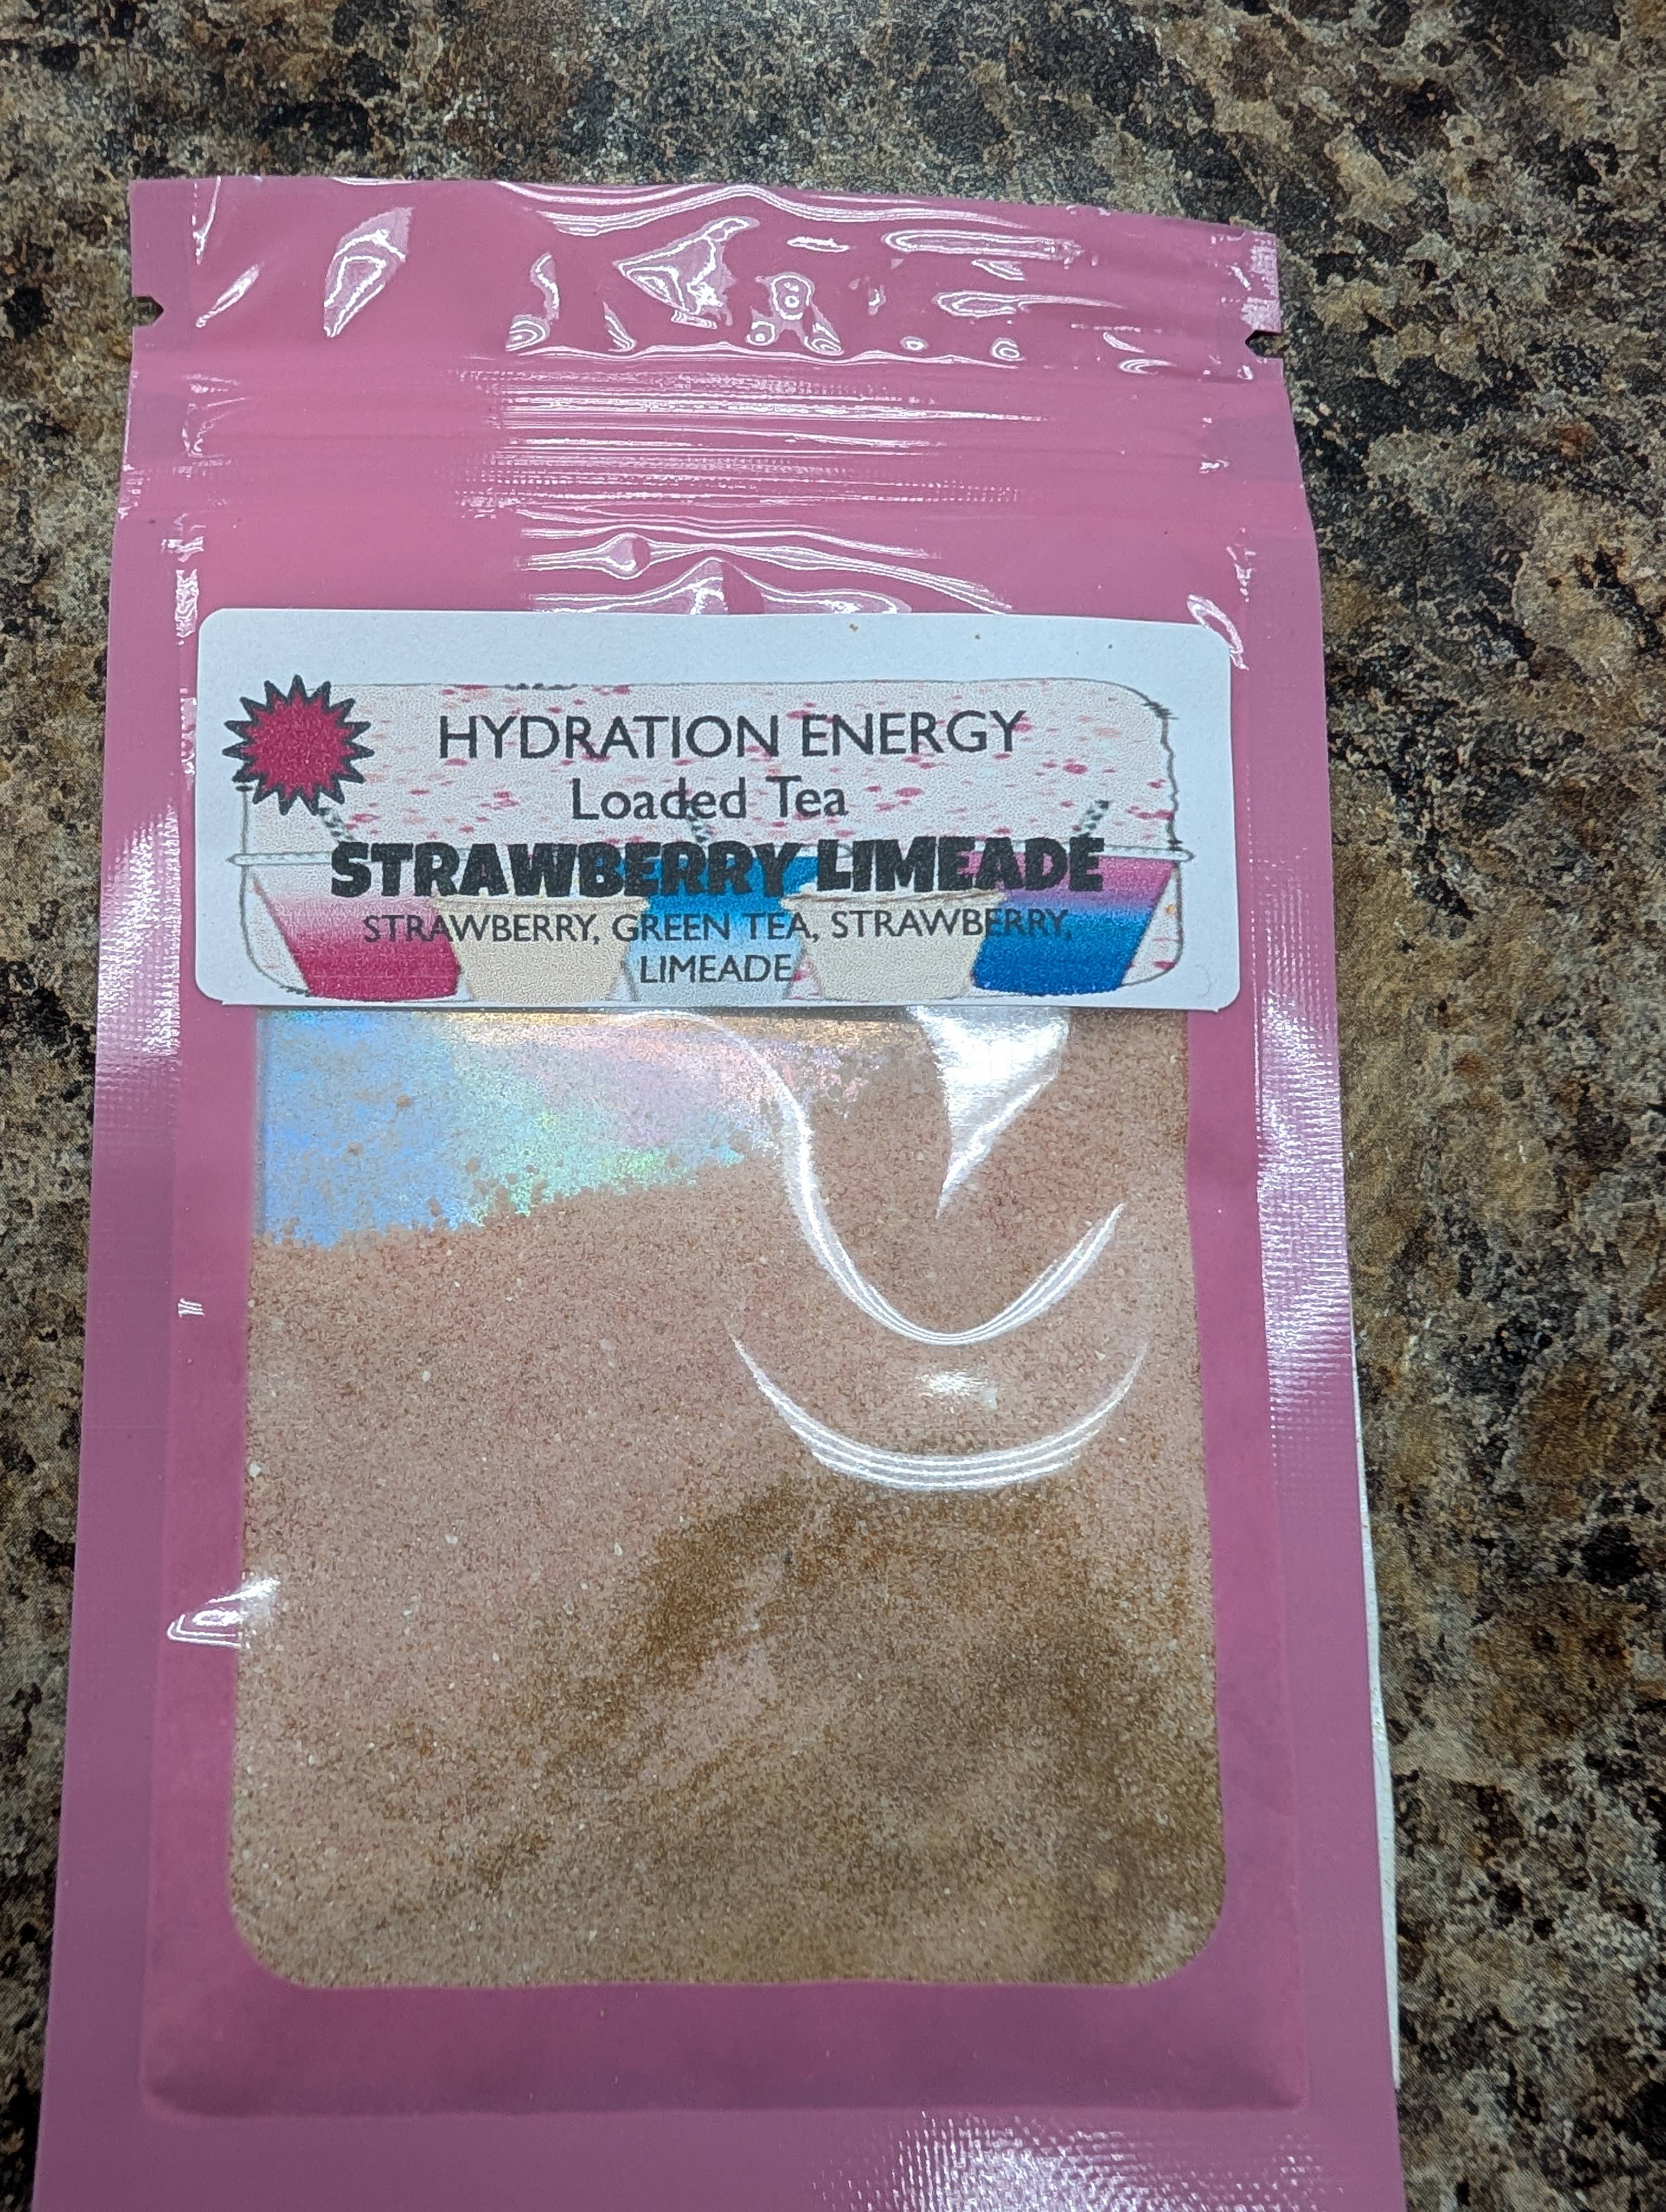 HYDRATION ENERGY
Loaded Tea
STRAWBERRY LIMEADE
STRAWBERRY, GREEN TEA, STRAWBERRY,
LIMEADE